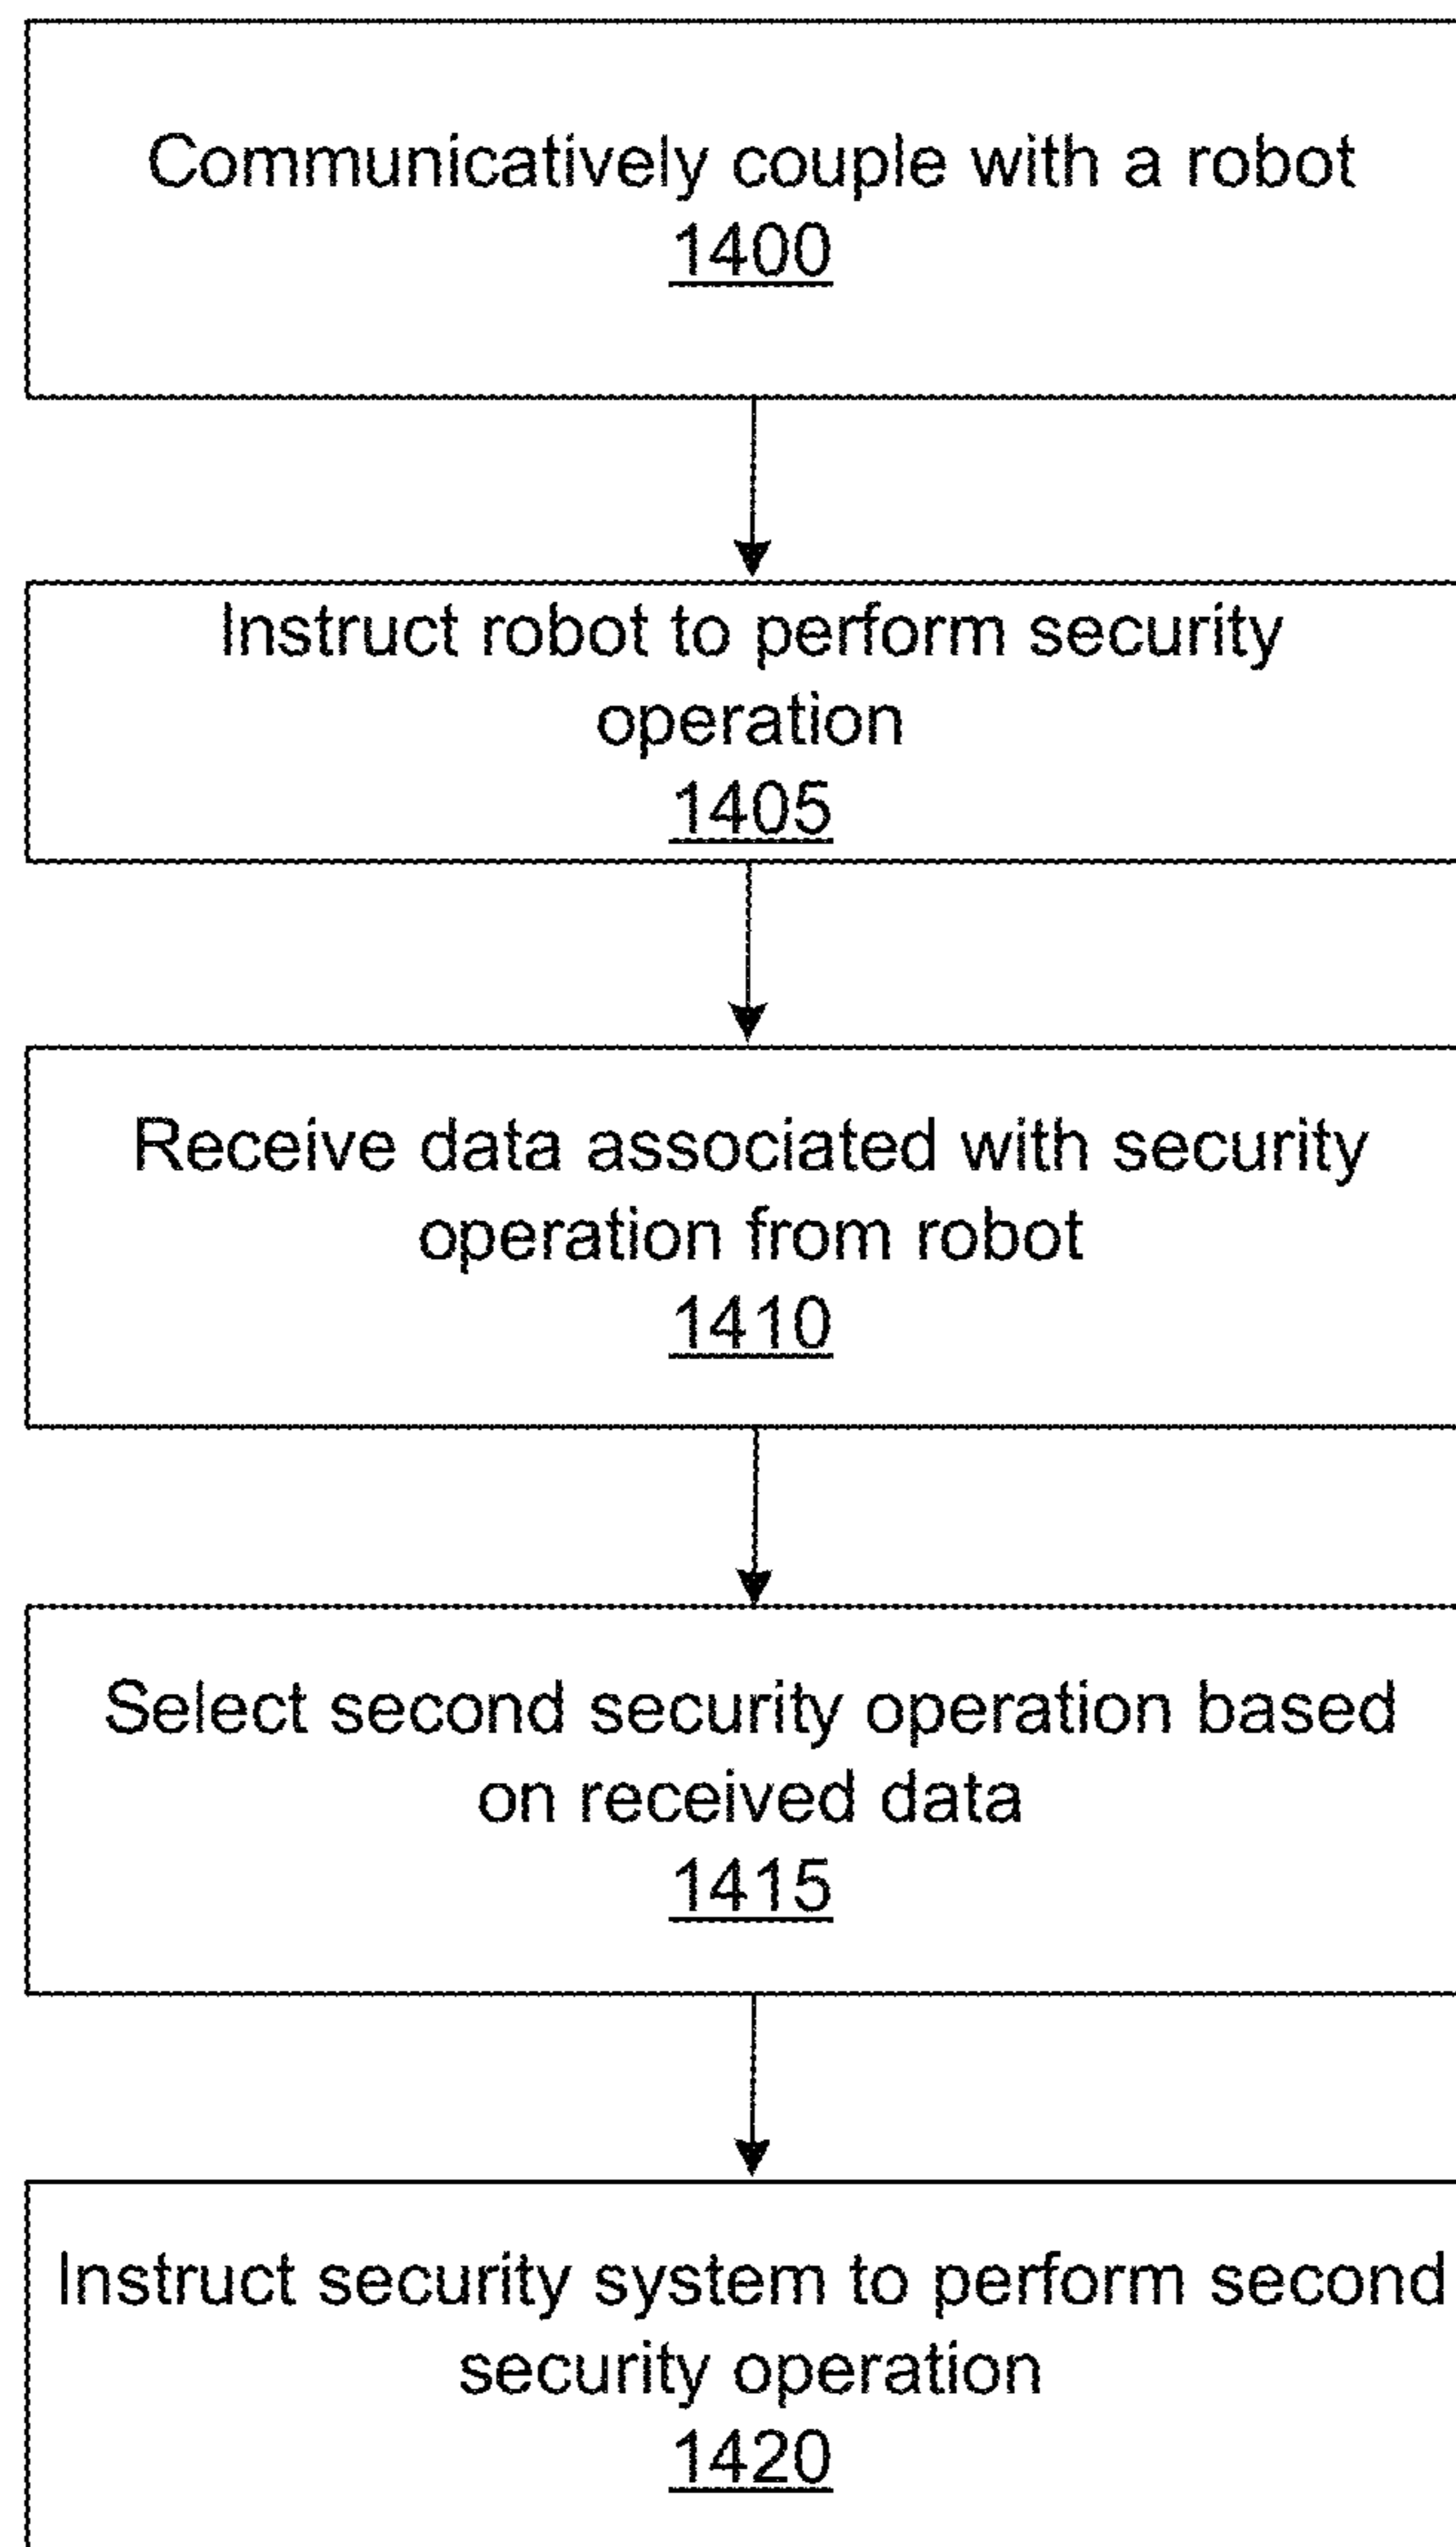 Communicatively couple with a robot
1400
Instruct robot to perform security
operation
1405
Receive data associated with security
operation from robot
1410
Select second security operation based
on received data
1415
Instruct security system to perform second
security operation
1420